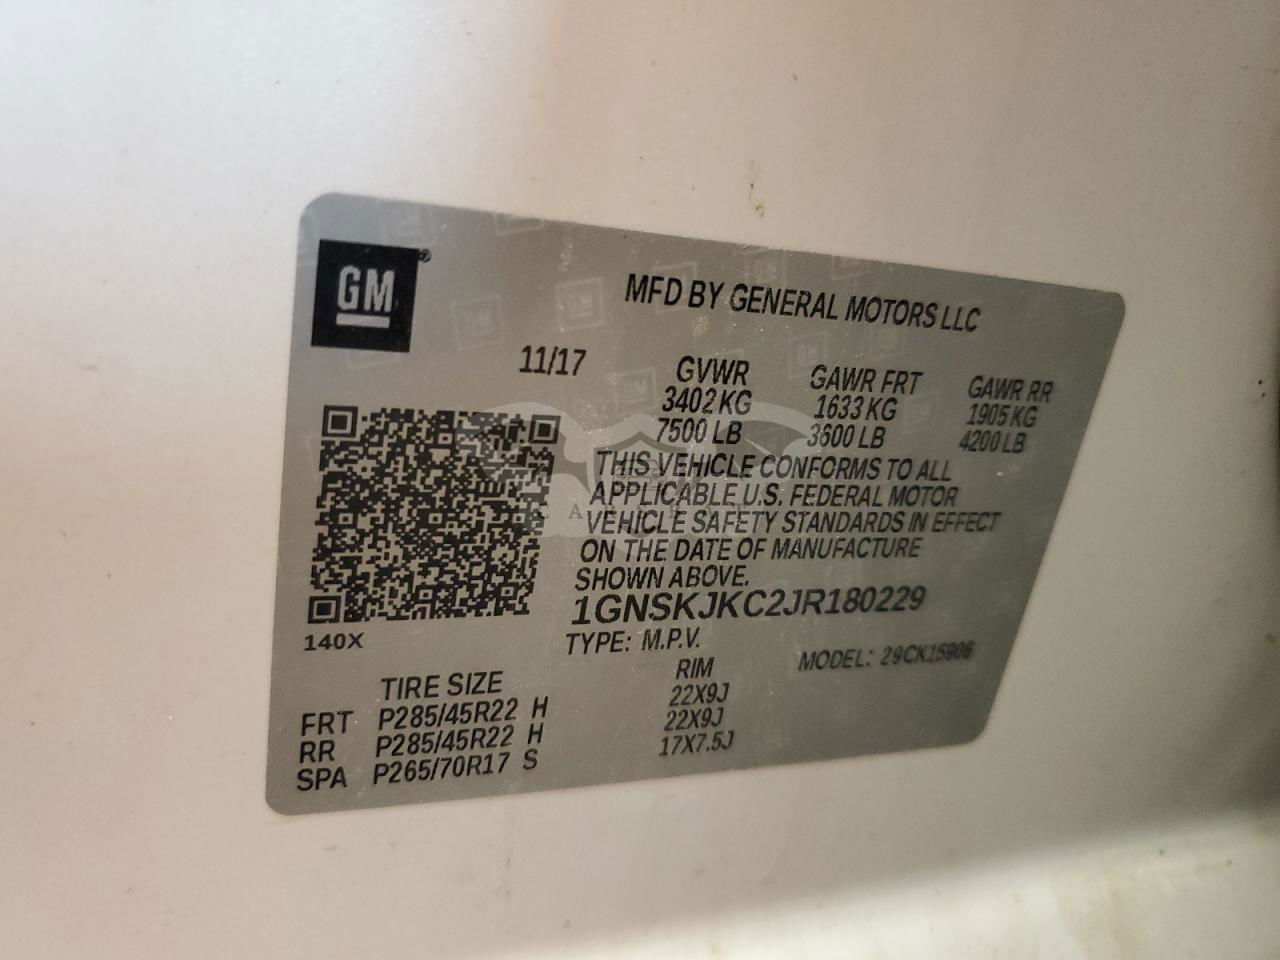 GM®
MFD BY GENERAL MOTORS LLC
11/17
GVWR GAWR FRT GAWR RR
3402 KG 1633 KG 1905 KG
7500 LB 3600 LB 4200 LB
THIS VEHICLE CONFORMS TO ALL
APPLICABLE U.S. FEDERAL MOTOR
VEHICLE SAFETY STANDARDS IN EFFECT
ON THE DATE OF MANUFACTURE
SHOWN ABOVE.
1GNSKJKC2JR180229
140X
TYPE: M.P.V. MODEL: 29CK15906
TIRE SIZE RIM
FRT P285/45R22 H 22X9J
RR P285/45R22 H 22X9J
SPA P265/70R17 S 17X7.5J